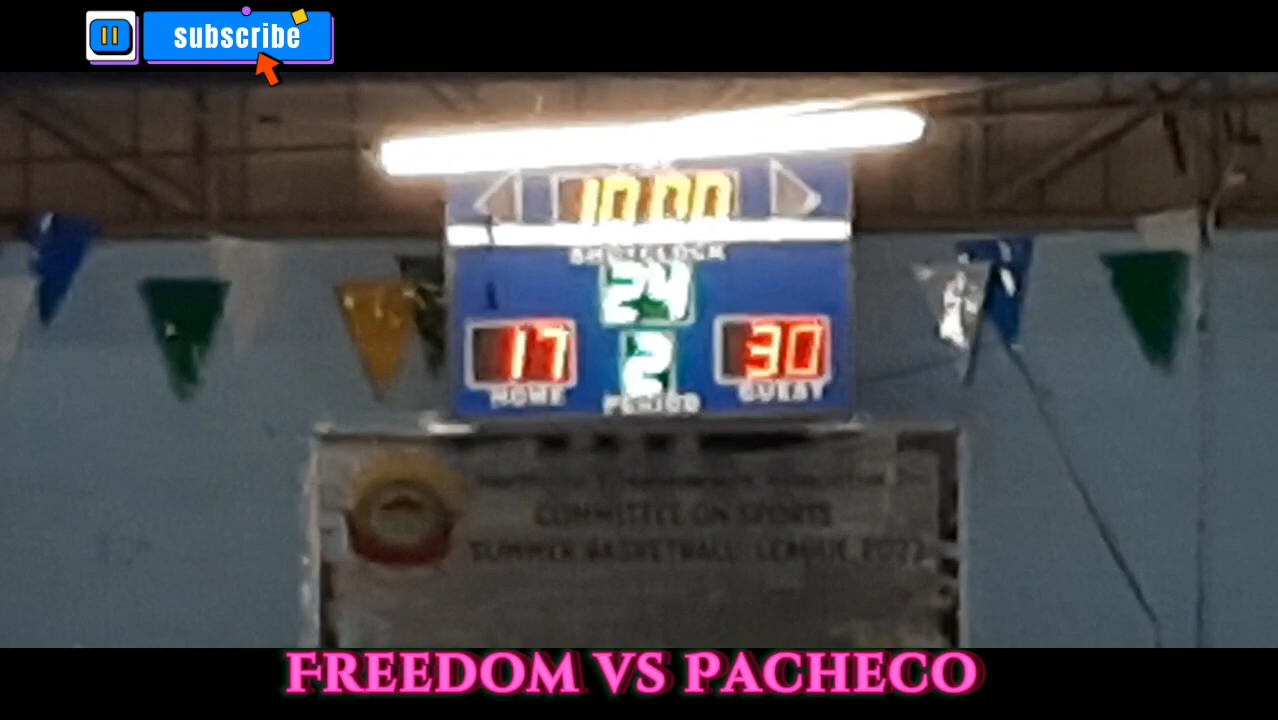 subscribe
10:00
SHOT CLOCK
24
17 2 30
HOME PERIOD GUEST
COMMITTEE ON SPORTS
SUMMER BASKETBALL LEAGUE 2022
FREEDOM VS PACHECO